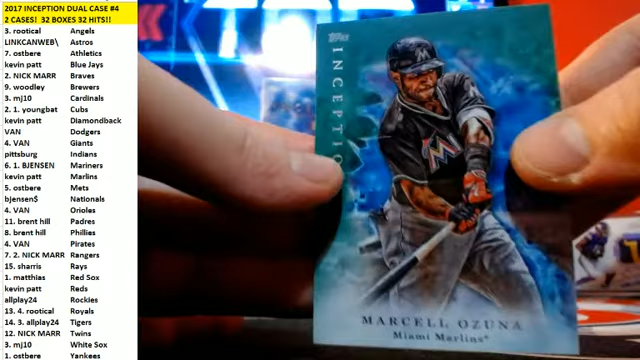 2017 INCEPTION DUAL CASE #4
2 CASES! 32 BOXES 32 HITS!!
3. rootical Angels
LINKCANWEB\ Astros
7. ostbere Athletics
kevin patt Blue Jays
2. NICK MARR Braves
9. woodley Brewers
3. mj10 Cardinals
2. 1. youngbat Cubs
kevin patt Diamondback
VAN Dodgers
4. VAN Giants
pittsburg Indians
6. 1. BJENSEN Mariners
kevin patt Marlins
5. ostbere Mets
bjensen$ Nationals
4. VAN Orioles
11. brent hill Padres
8. brent hill Phillies
4. VAN Pirates
7. 2. NICK MARR Rangers
15. sharris Rays
1. matthias Red Sox
kevin patt Reds
allplay24 Rockies
13. 4. rootical Royals
14. 3. allplay24 Tigers
12. NICK MARR Twins
3. mj10 White Sox
1. ostbere Yankees
Topps
INCEPTIO
MARCELL OZUNA
Miami Marlins